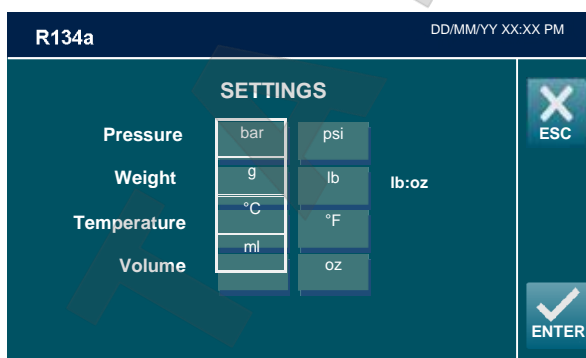 R134a DD/MM/YY XX:XX PM
SETTINGS
Pressure bar psi
Weight g lb lb:oz
Temperature °C °F
Volume ml oz
ESC
ENTER